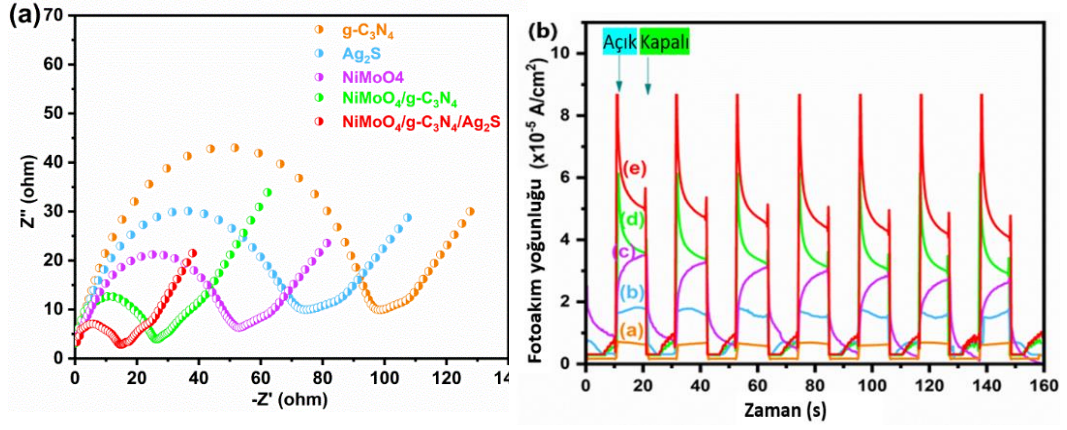 (a)
70
60
50
40
30
20
10
0
Z" (ohm)
g-C₃N₄
Ag₂S
NiMoO4
NiMoO₄/g-C₃N₄
NiMoO₄/g-C₃N₄/Ag₂S
0 20 40 60 80 100 120 14
-Z' (ohm)
(b)
Açık Kapalı
10
8
6
4
2
0
Fotoakım yoğunluğu (x10⁻⁵ A/cm²)
(e)
(d)
(c)
(b)
(a)
0 20 40 60 80 100 120 140 160
Zaman (s)